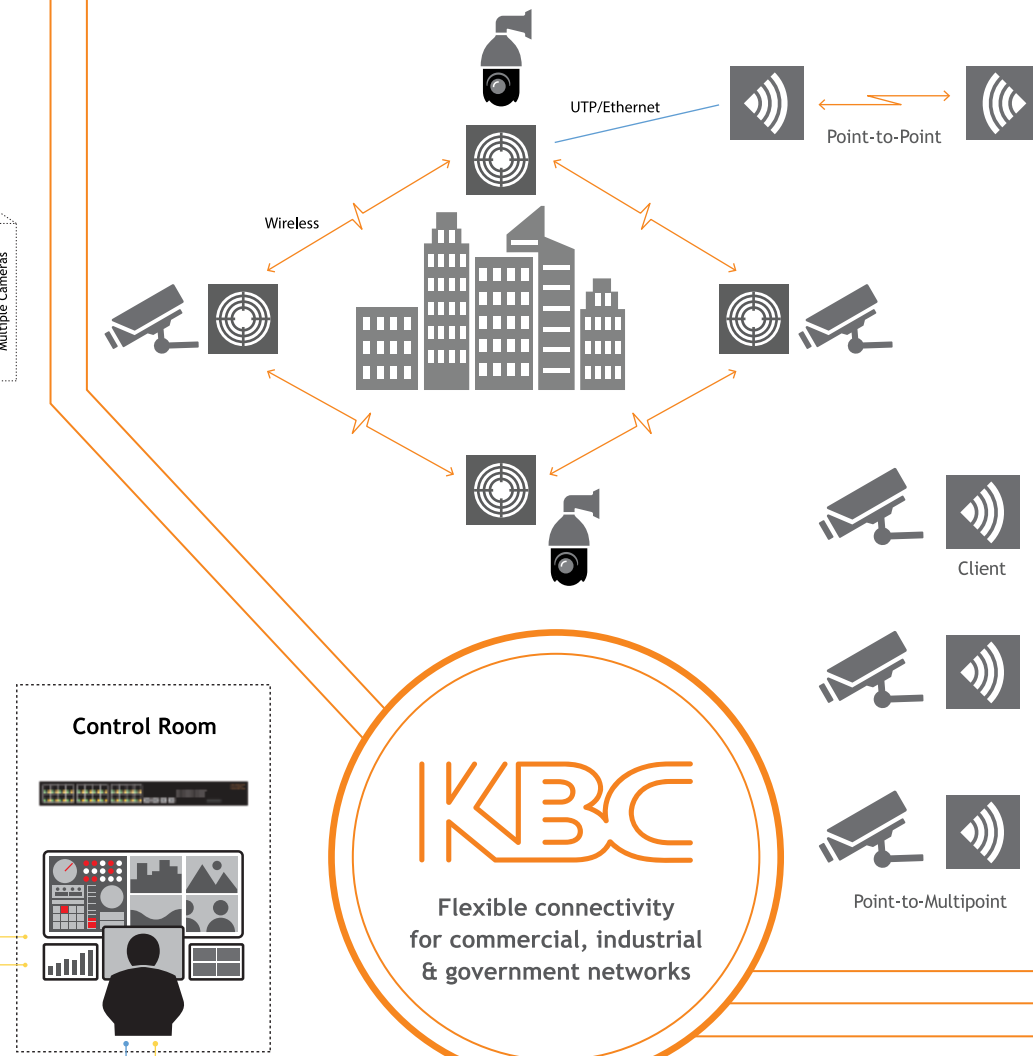 UTP/Ethernet
Point-to-Point
Wireless
Multiple Cameras
Client
Control Room
KBC
Flexible connectivity
for commercial, industrial
& government networks
Point-to-Multipoint